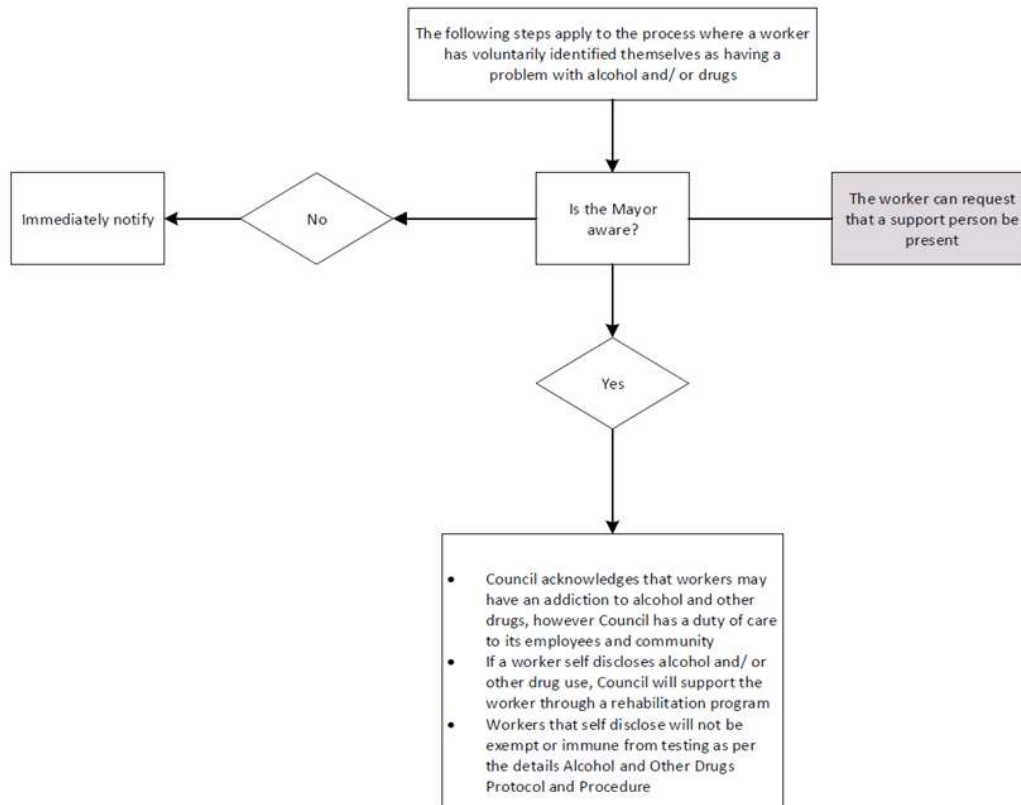 The following steps apply to the process where a worker
has voluntarily identified themselves as having a
problem with alcohol and/ or drugs
Immediately notify
No
Is the Mayor
aware?
The worker can request
that a support person be
present
Yes
• Council acknowledges that workers may
have an addiction to alcohol and other
drugs, however Council has a duty of care
to its employees and community
• If a worker self discloses alcohol and/ or
other drug use, Council will support the
worker through a rehabilitation program
• Workers that self disclose will not be
exempt or immune from testing as per
the details Alcohol and Other Drugs
Protocol and Procedure